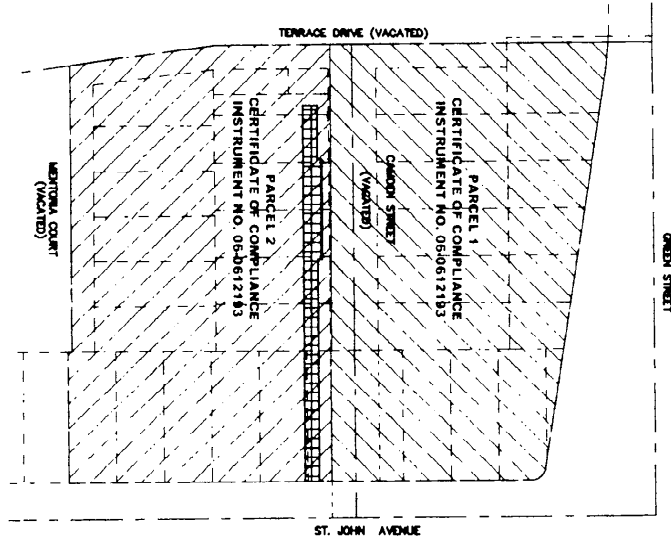 TERRACE DRIVE (VACATED)
PARCEL 1
CERTIFICATE OF COMPLIANCE
INSTRUMENT NO. 06-0612193
CAMDEN STREET
(VACATED)
PARCEL 2
CERTIFICATE OF COMPLIANCE
INSTRUMENT NO. 06-0612193
MENTORIA COURT
(VACATED)
GREEN STREET
ST. JOHN AVENUE